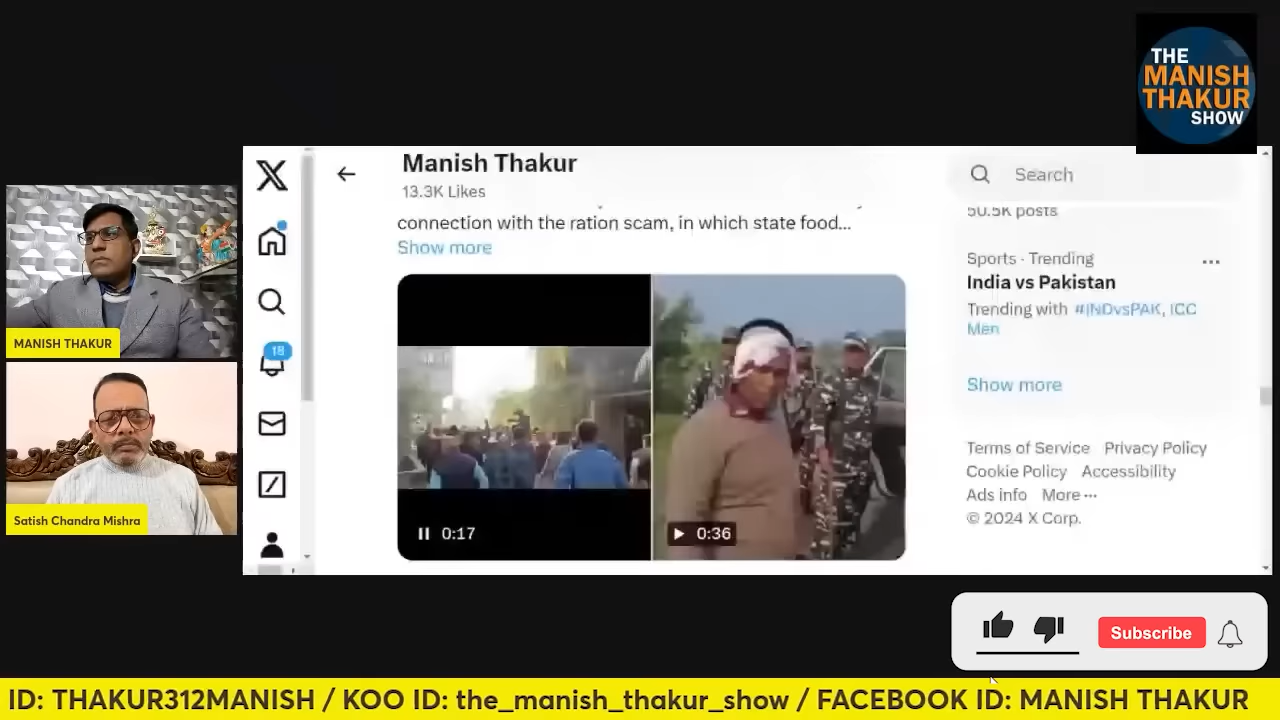 THE
MANISH
THAKUR
SHOW
Manish Thakur
13.3K Likes
connection with the ration scam, in which state food...
Show more
0:17
0:36
Search
50.5K posts
Sports · Trending
India vs Pakistan
Trending with #INDvsPAK, ICC
Men
Show more
Terms of Service Privacy Policy
Cookie Policy Accessibility
Ads info More ...
© 2024 X Corp.
18
MANISH THAKUR
Satish Chandra Mishra
Subscribe
ID: THAKUR312MANISH / KOO ID: the_manish_thakur_show / FACEBOOK ID: MANISH THAKUR